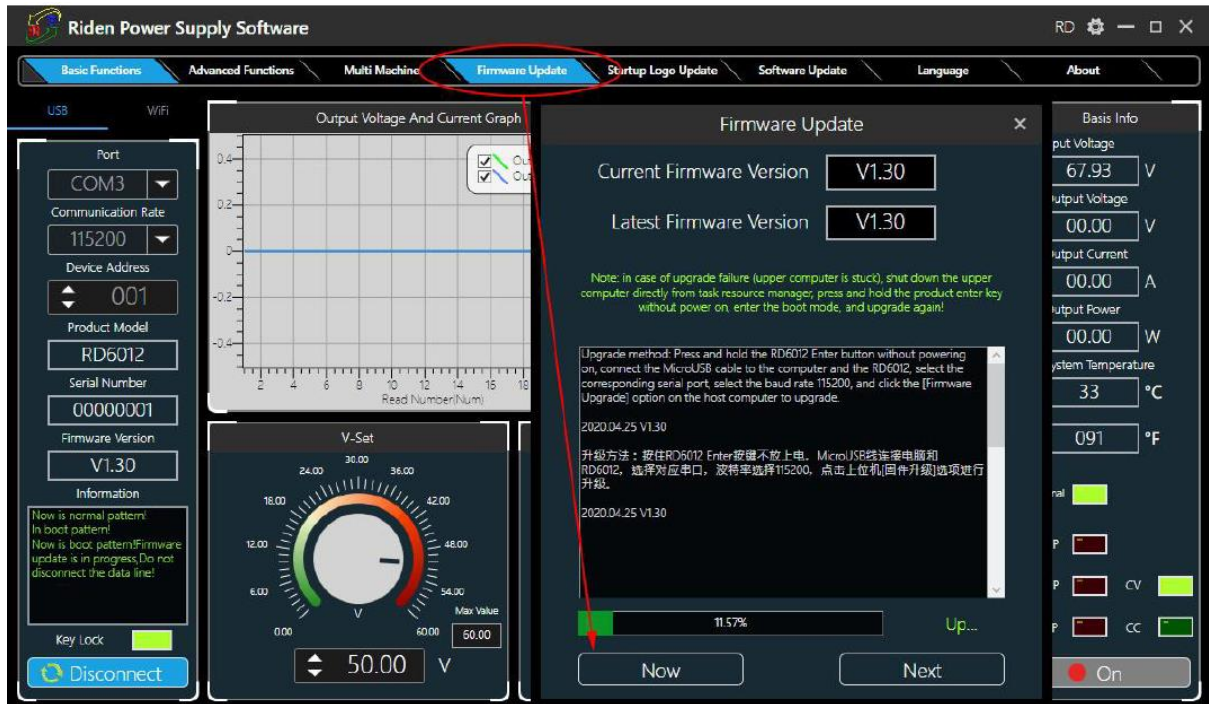 Riden Power Supply Software
RD
Basic Functions
Advanced Functions
Multi Machine
Firmware Update
Startup Logo Update
Software Update
Language
About
USB
WiFi
Port
COM3
Communication Rate
115200
Device Address
001
Product Model
RD6012
Serial Number
00000001
Firmware Version
V1.30
Information
Now is normal pattern!
In boot pattern!
Now is boot pattern!Firmware
update is in progress,Do not
disconnect the data line!
Key Lock
Disconnect
Output Voltage And Current Graph
0.4
0.2
0
-0.2
-0.4
Ou
Ou
2 4 6 8 10 12 14 15 18
Read Number(Num)
V-Set
0.00
6.00
12.00
18.00
24.00
30.00
36.00
42.00
48.00
54.00
60.00
V
Max Value
60.00
50.00 V
Firmware Update
Current Firmware Version V1.30
Latest Firmware Version V1.30
Note: in case of upgrade failure (upper computer is stuck), shut down the upper
computer directly from task resource manager, press and hold the product enter key
without power on, enter the boot mode, and upgrade again!
Upgrade method: Press and hold the RD6012 Enter button without powering
on, connect the MicroUSB cable to the computer and the RD6012, select the
corresponding serial port, select the baud rate 115200, and click the [Firmware
Upgrade] option on the host computer to upgrade.
2020.04.25 V1.30
升级方法：按住RD6012 Enter按键不放上电，MicroUSB线连接电脑和
RD6012，选择对应串口，波特率选择115200，点击上位机[固件升级]选项进行
升级。
2020.04.25 V1.30
11.57%
Up...
Now
Next
Basis Info
put Voltage
67.93 V
utput Voltage
00.00 V
utput Current
00.00 A
utput Power
00.00 W
ystem Temperature
33 °C
091 °F
nal
P
P
CV
P
CC
On